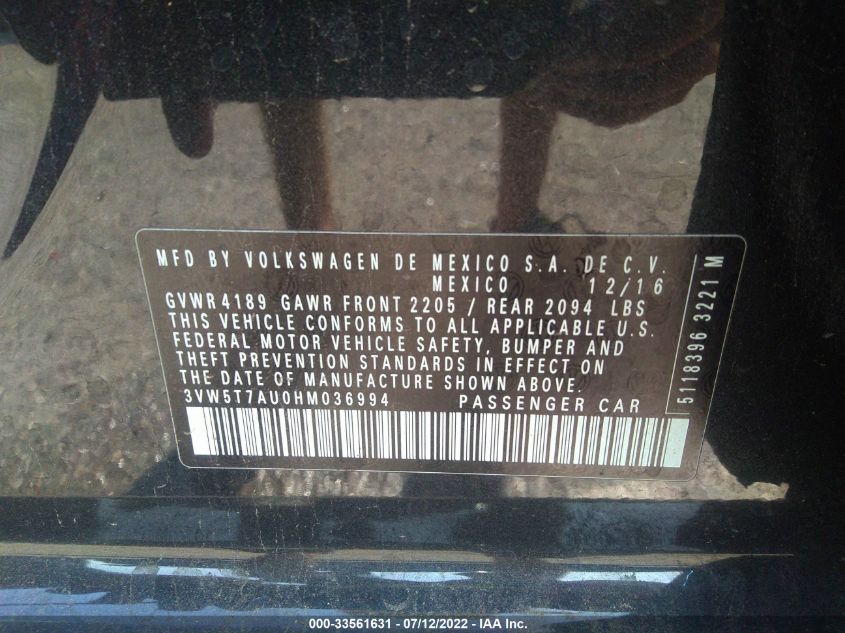 MFD BY VOLKSWAGEN DE MEXICO S.A. DE C.V.
MEXICO 12/16
GVWR 4189 GAWR FRONT 2205 / REAR 2094 LBS
THIS VEHICLE CONFORMS TO ALL APPLICABLE U.S.
FEDERAL MOTOR VEHICLE SAFETY, BUMPER AND
THEFT PREVENTION STANDARDS IN EFFECT ON
THE DATE OF MANUFACTURE SHOWN ABOVE.
3VW5T7AU0HM036994 PASSENGER CAR
5118396 3221 M
000-33561631 - 07/12/2022 - IAA Inc.